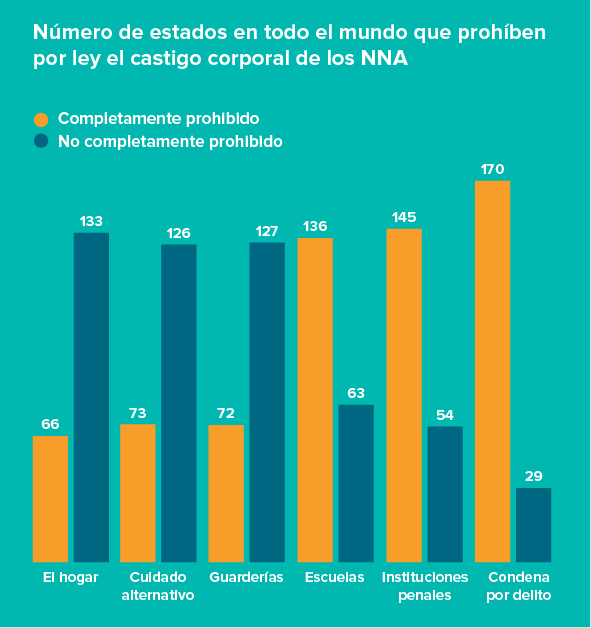 Número de estados en todo el mundo que prohíben
por ley el castigo corporal de los NNA
Completamente prohibido
No completamente prohibido
66
133
73
126
72
127
136
63
145
54
170
29
El hogar
Cuidado
alternativo
Guarderías
Escuelas
Instituciones
penales
Condena
por delito